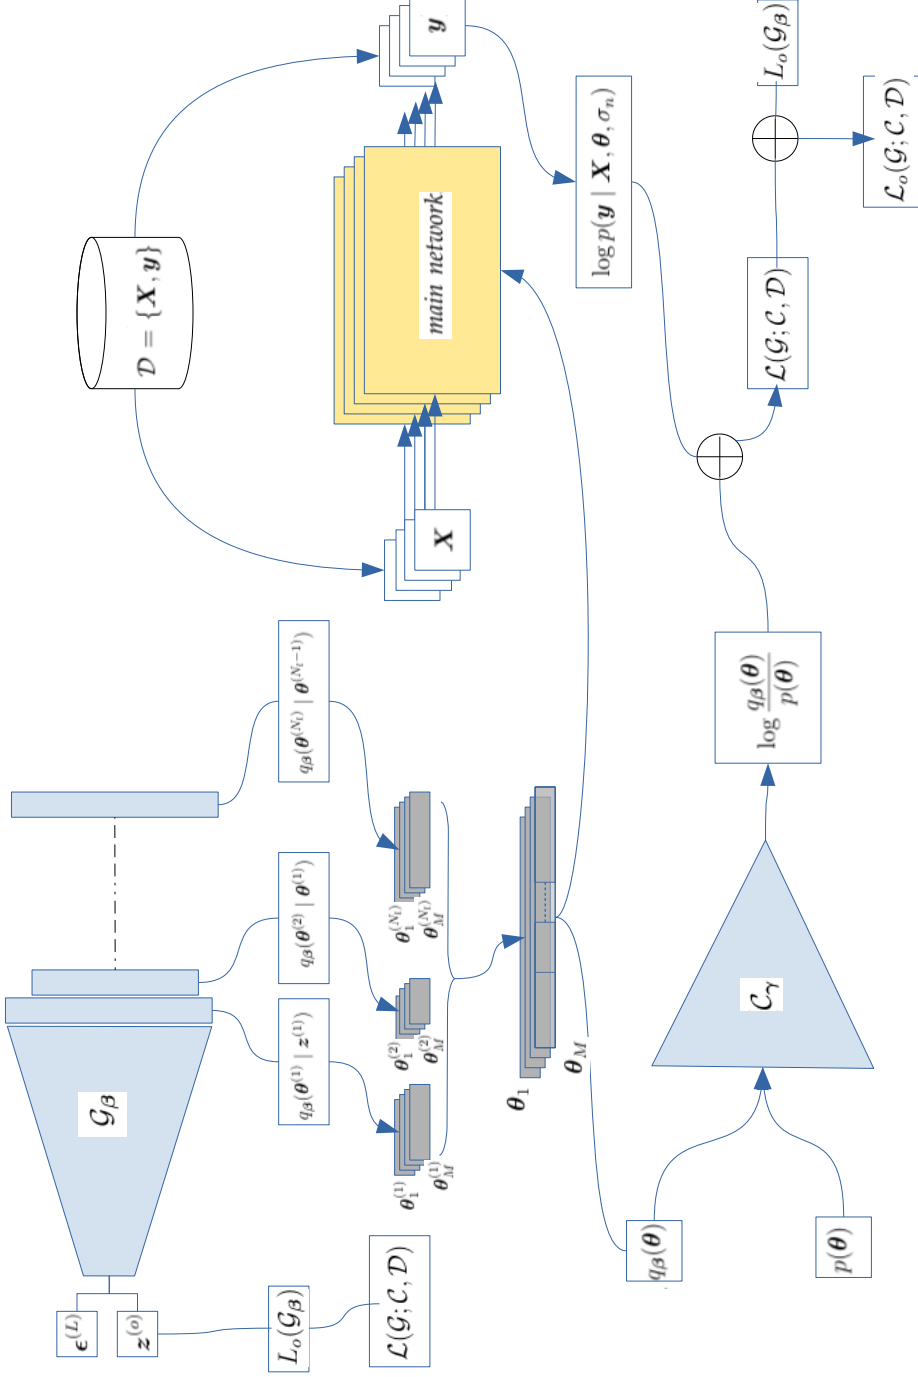 ϵ^{(L)}
z^{(o)}
𝒢_β
L_o(𝒢_β)
ℒ(𝒢; 𝒞, 𝒟)
q_β(θ^{(1)} | z^{(1)})
q_β(θ^{(2)} | θ^{(1)})
q_β(θ^{(N_l)} | θ^{(N_l−1)})
θ_1^{(1)}
θ_M^{(1)}
θ_1^{(2)}
θ_M^{(2)}
θ_1^{(N_l)}
θ_M^{(N_l)}
θ_1
θ_M
𝒟 = {X, y}
X
main network
y
log p(y | X, θ, σ_n)
q_β(θ)
p(θ)
𝒞_γ
log q_β(θ)/p(θ)
ℒ(𝒢; 𝒞, 𝒟)
L_o(𝒢_β)
ℒ_o(𝒢; 𝒞, 𝒟)